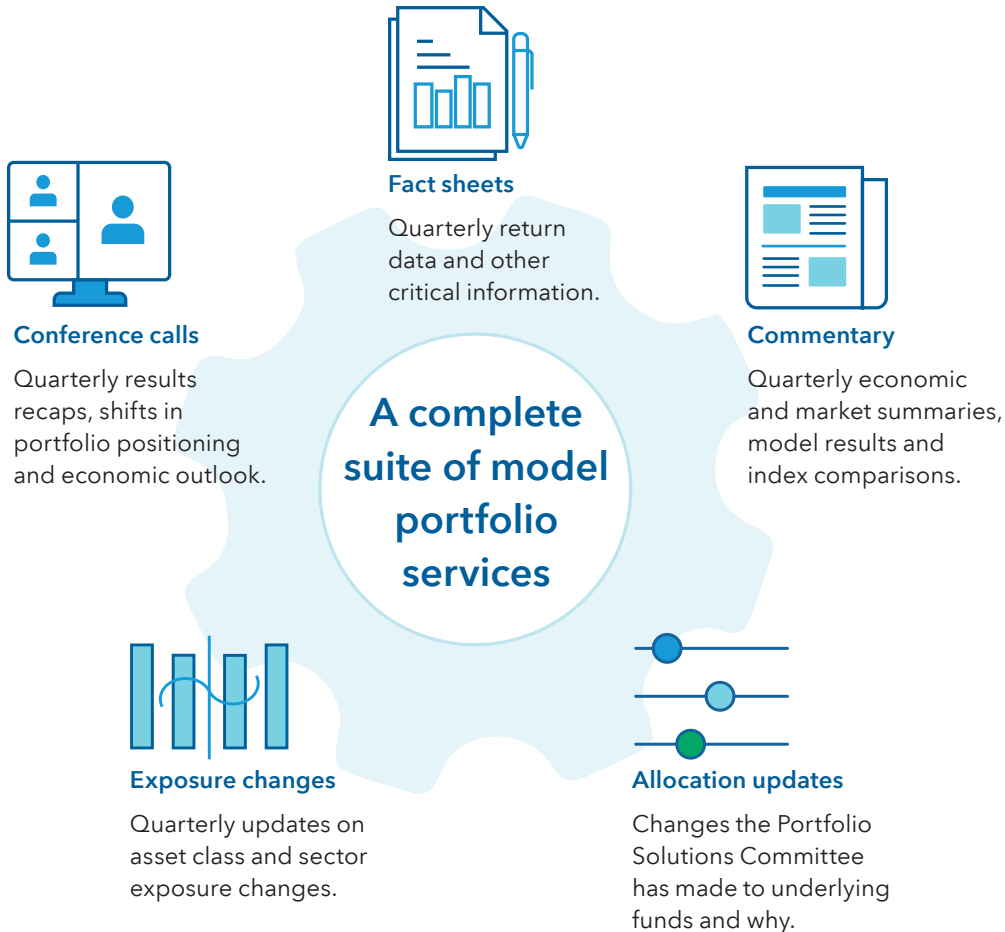 Fact sheets
Quarterly return
data and other
critical information.
Conference calls
Quarterly results
recaps, shifts in
portfolio positioning
and economic outlook.
Commentary
Quarterly economic
and market summaries,
model results and
index comparisons.
A complete
suite of model
portfolio
services
Exposure changes
Quarterly updates on
asset class and sector
exposure changes.
Allocation updates
Changes the Portfolio
Solutions Committee
has made to underlying
funds and why.